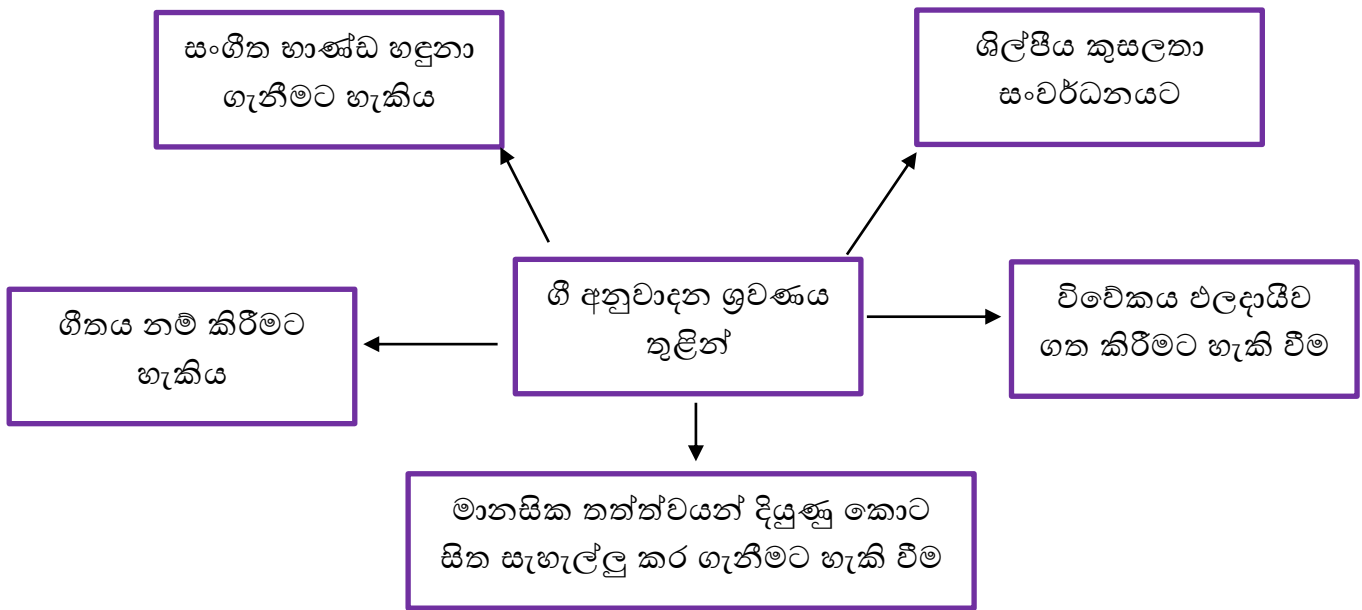 සංගීත භාණ්ඩ හඳුනා
ගැනීමට හැකිය
ශිල්පීය කුසලතා
සංවර්ධනයට
ගී අනුවාදන ශ්‍රවණය
තුළින්
ගීතය නම් කිරීමට
හැකිය
විවේකය ඵලදායීව
ගත කිරීමට හැකි වීම
මානසික තත්ත්වයන් දියුණු කොට
සිත සැහැල්ලු කර ගැනීමට හැකි වීම